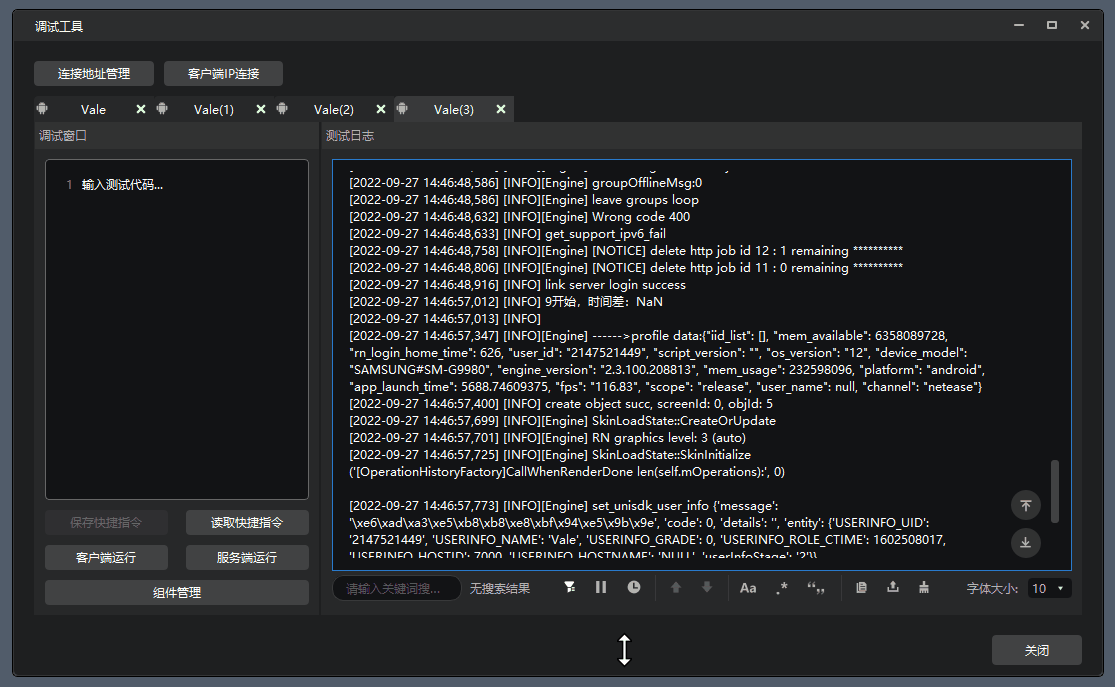 调试工具
连接地址管理
客户端IP连接
Vale
Vale(1)
Vale(2)
Vale(3)
调试窗口
测试日志
1 输入测试代码...
[2022-09-27 14:46:48,586] [INFO][Engine] groupOfflineMsg:0
[2022-09-27 14:46:48,586] [INFO][Engine] leave groups loop
[2022-09-27 14:46:48,632] [INFO][Engine] Wrong code 400
[2022-09-27 14:46:48,633] [INFO] get_support_ipv6_fail
[2022-09-27 14:46:48,758] [INFO][Engine] [NOTICE] delete http job id 12 : 1 remaining **********
[2022-09-27 14:46:48,806] [INFO][Engine] [NOTICE] delete http job id 11 : 0 remaining **********
[2022-09-27 14:46:48,916] [INFO] link server login success
[2022-09-27 14:46:57,012] [INFO] 9开始，时间差：NaN
[2022-09-27 14:46:57,013] [INFO]
[2022-09-27 14:46:57,347] [INFO][Engine] ------>profile data:{"iid_list": [], "mem_available": 6358089728,
"rn_login_home_time": 626, "user_id": "2147521449", "script_version": "", "os_version": "12", "device_model":
"SAMSUNG#SM-G9980", "engine_version": "2.3.100.208813", "mem_usage": 232598096, "platform": "android",
"app_launch_time": 5688.74609375, "fps": "116.83", "scope": "release", "user_name": null, "channel": "netease"}
[2022-09-27 14:46:57,400] [INFO] create object succ, screenId: 0, objId: 5
[2022-09-27 14:46:57,699] [INFO][Engine] SkinLoadState::CreateOrUpdate
[2022-09-27 14:46:57,701] [INFO][Engine] RN graphics level: 3 (auto)
[2022-09-27 14:46:57,725] [INFO][Engine] SkinLoadState::SkinInitialize
('[OperationHistoryFactory]CallWhenRenderDone len(self.mOperations):', 0)
[2022-09-27 14:46:57,773] [INFO][Engine] set_unisdk_user_info {'message':
'\xe6\xad\xa3\xe5\xb8\xb8\xe8\xbf\x94\xe5\x9b\x9e', 'code': 0, 'details': '', 'entity': {'USERINFO_UID':
'2147521449', 'USERINFO_NAME': 'Vale', 'USERINFO_GRADE': 0, 'USERINFO_ROLE_CTIME': 1602508017,
'USERINFO_HOSTID': 7000, 'USERINFO_HOSTNAME': 'NULL', 'userInfoStage': '2'}}
保存快捷指令
读取快捷指令
客户端运行
服务端运行
组件管理
请输入关键词搜...
无搜索结果
Aa
.*
“,,
字体大小:
10
关闭